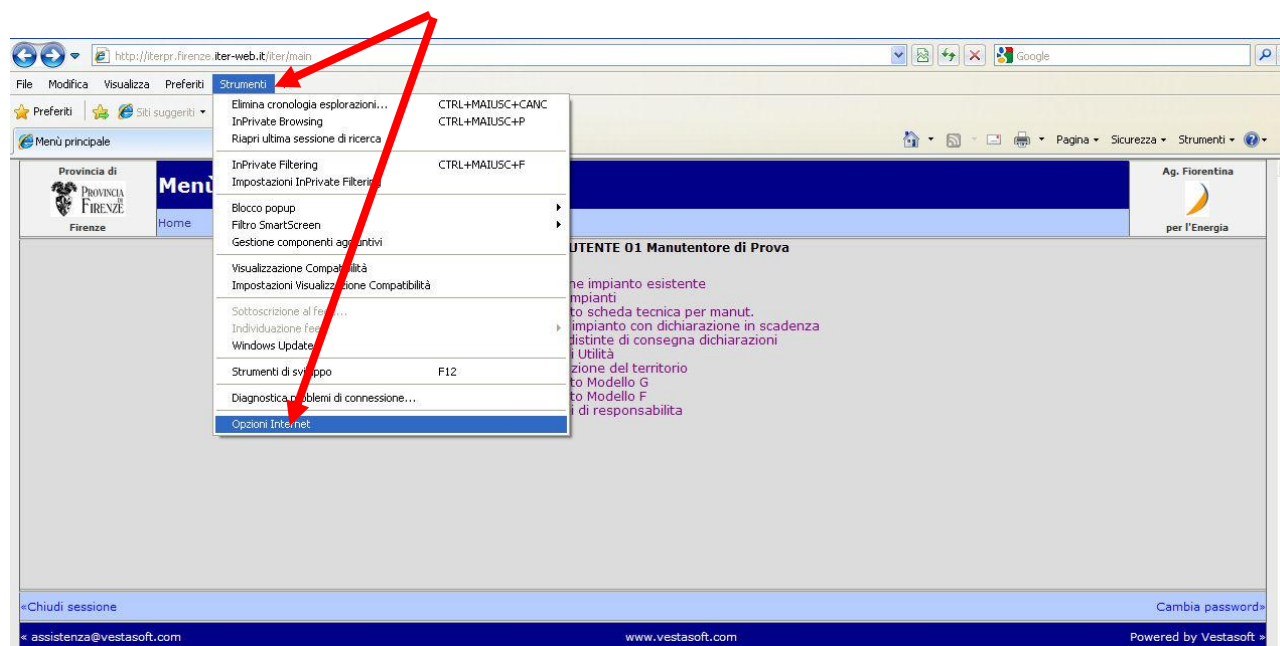 http://iterpr.firenze.iter-web.it/iter/main
Google
File Modifica Visualizza Preferiti Strumenti
Preferiti Siti suggeriti
Menù principale
Pagina Sicurezza Strumenti
Elimina cronologia esplorazioni... CTRL+MAIUSC+CANC
InPrivate Browsing CTRL+MAIUSC+P
Riapri ultima sessione di ricerca
InPrivate Filtering CTRL+MAIUSC+F
Impostazioni InPrivate Filtering
Blocco popup
Filtro SmartScreen
Gestione componenti aggiuntivi
Visualizzazione Compatibilità
Impostazioni Visualizzazione Compatibilità
Sottoscrizione al feed...
Individuazione feed
Windows Update
Strumenti di sviluppo F12
Diagnostica problemi di connessione...
Opzioni Internet
Provincia di
PROVINCIA
DI
FIRENZE
Firenze
Menù
Home
Ag. Fiorentina
per l'Energia
UTENTE 01 Manutentore di Prova
ne impianto esistente
mpianti
to scheda tecnica per manut.
impianto con dichiarazione in scadenza
distinte di consegna dichiarazioni
i Utilità
zione del territorio
to Modello G
to Modello F
i di responsabilita
«Chiudi sessione
Cambia password»
« assistenza@vestasoft.com
www.vestasoft.com
Powered by Vestasoft »